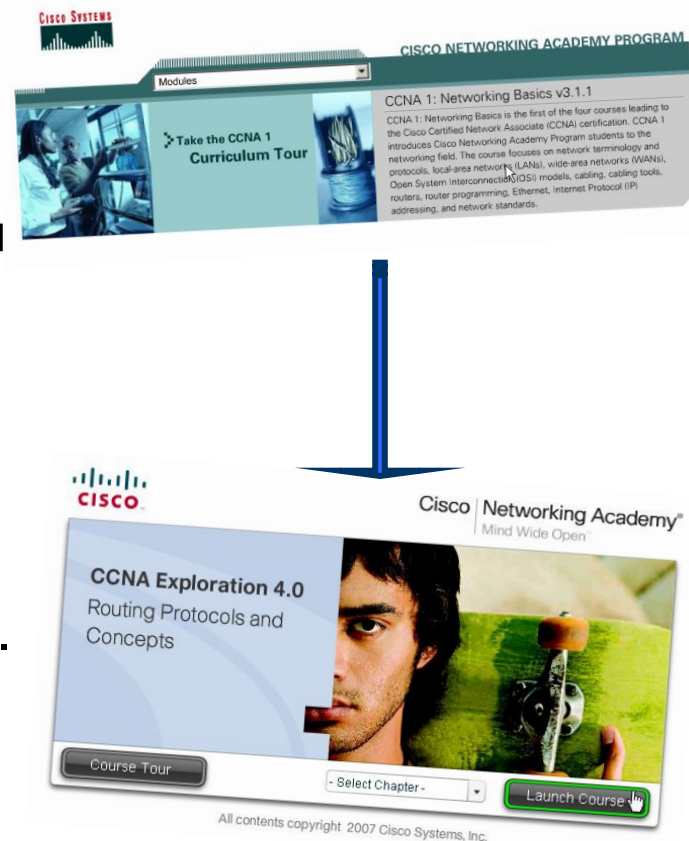 CISCO SYSTEMS
CISCO NETWORKING ACADEMY PROGRAM
Modules
Take the CCNA 1
Curriculum Tour
CCNA 1: Networking Basics v3.1.1
CCNA 1: Networking Basics is the first of the four courses leading to
the Cisco Certified Network Associate (CCNA) certification. CCNA 1
introduces Cisco Networking Academy Program students to the
networking field. The course focuses on network terminology and
protocols, local-area networks (LANs), wide-area networks (WANs),
Open System Interconnection (OSI) models, cabling, cabling tools,
routers, router programming, Ethernet, Internet Protocol (IP)
addressing, and network standards.
CISCO
Cisco Networking Academy®
Mind Wide Open™
CCNA Exploration 4.0
Routing Protocols and
Concepts
Course Tour
- Select Chapter -
Launch Course
All contents copyright 2007 Cisco Systems, Inc.